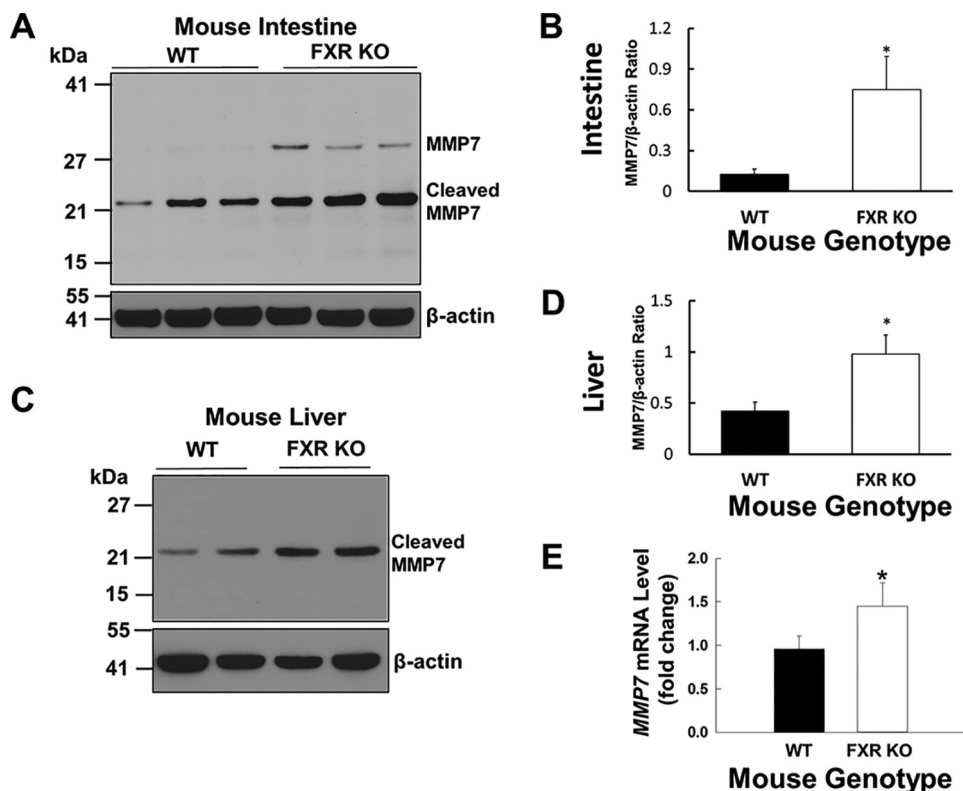 A
Mouse Intestine
kDa
WT
FXR KO
41
MMP7
27
Cleaved
MMP7
21
15
55
41
β-actin
B
Intestine
MMP7/β-actin Ratio
1.2
0.9
0.6
0.3
0
*
WT
FXR KO
Mouse Genotype
C
Mouse Liver
WT
FXR KO
kDa
27
Cleaved
MMP7
21
15
55
41
β-actin
D
Liver
MMP7/β-actin Ratio
1.5
1
0.5
0
*
WT
FXR KO
Mouse Genotype
E
MMP7 mRNA Level
(fold change)
2.0
1.5
1.0
0.5
0.0
*
WT
FXR KO
Mouse Genotype